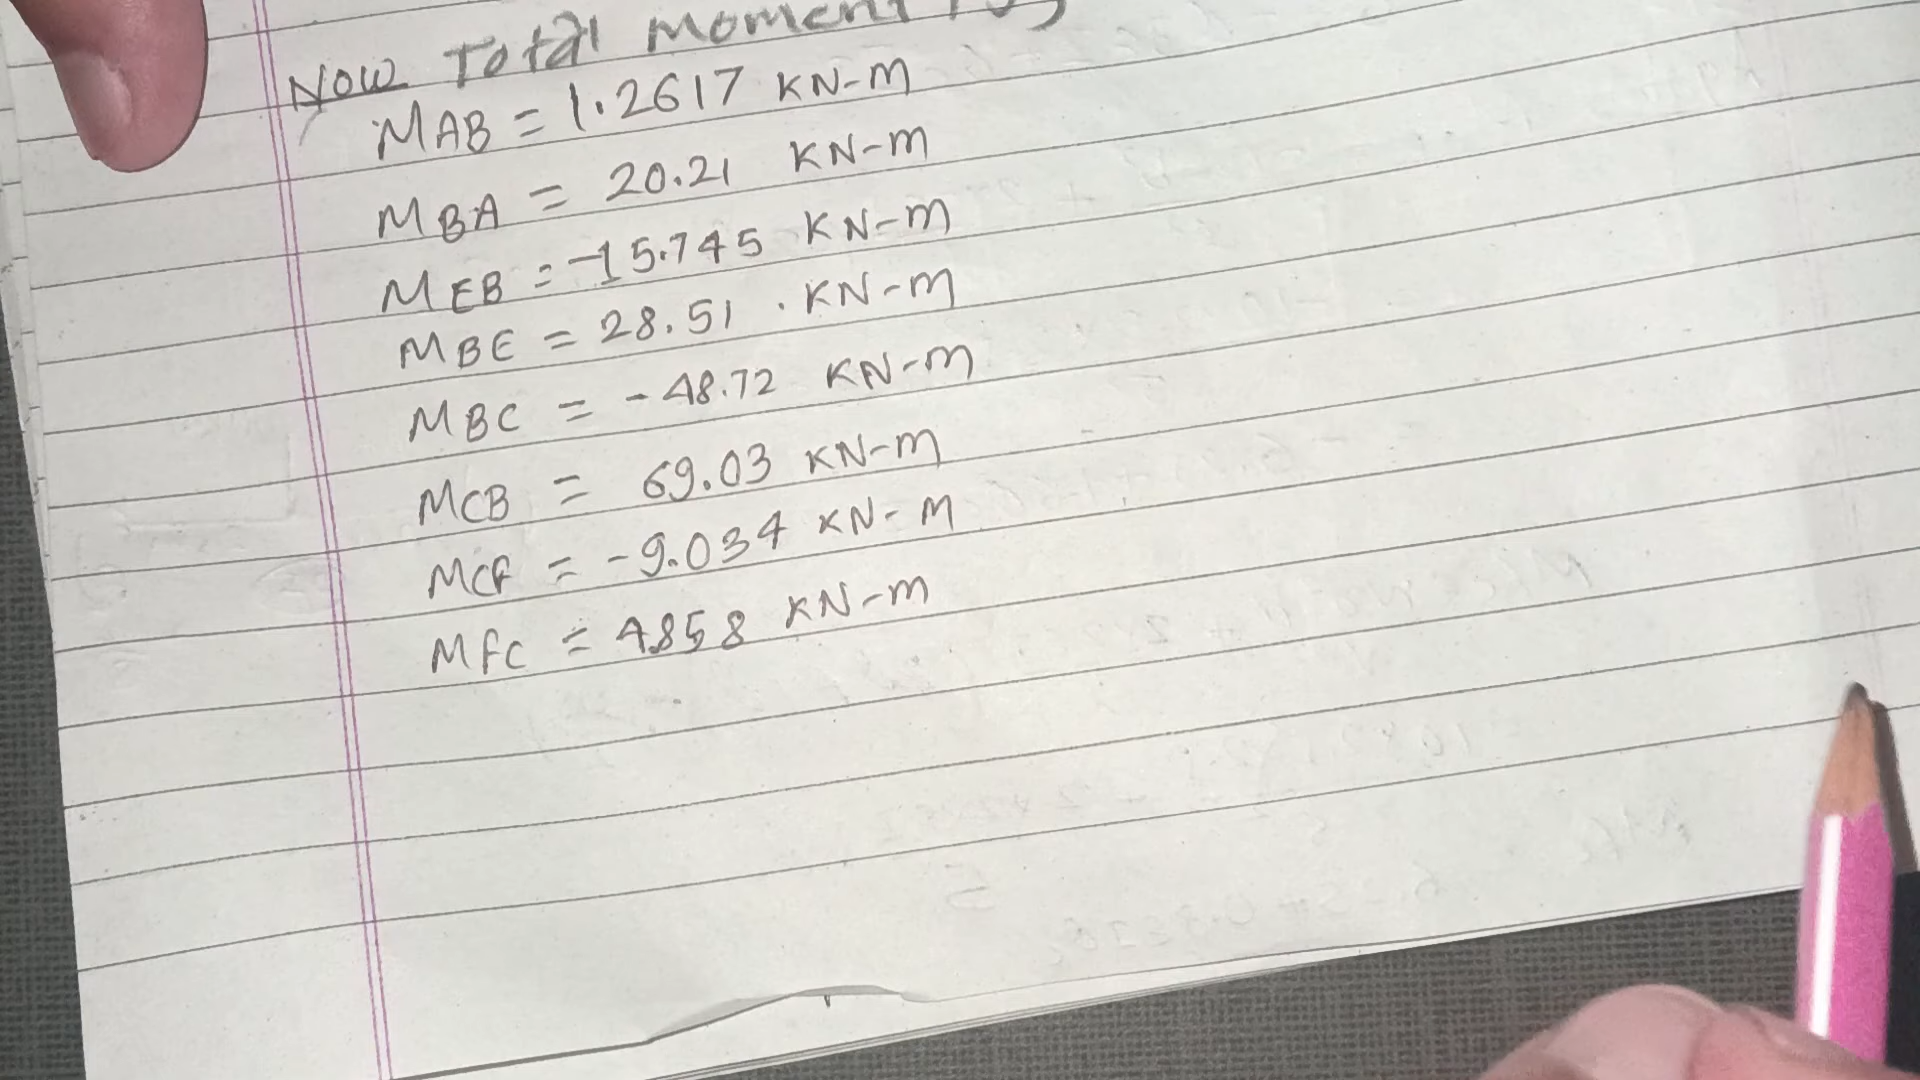 Now Total Moment
MAB = 1.2617 KN-m
MBA = 20.21 KN-m
MEB = -15.745 KN-m
MBE = 28.51 . KN-m
MBC = - 48.72 KN-m
MCB = 69.03 KN-m
MCF = -9.034 KN-m
MFC = 4.858 KN-m